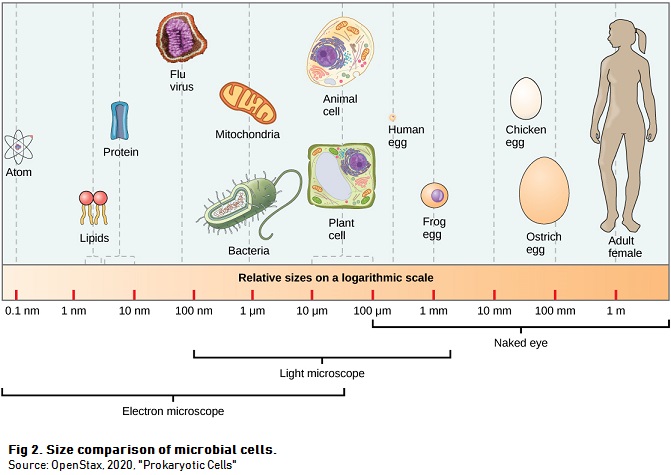 Flu
virus
Animal
cell
Mitochondria
Human
egg
Chicken
egg
Protein
Atom
Lipids
Bacteria
Plant
cell
Frog
egg
Ostrich
egg
Adult
female
Relative sizes on a logarithmic scale
0.1 nm 1 nm 10 nm 100 nm 1 µm 10 µm 100 µm 1 mm 10 mm 100 mm 1 m
Naked eye
Light microscope
Electron microscope
Fig 2. Size comparison of microbial cells.
Source: OpenStax, 2020, "Prokaryotic Cells"